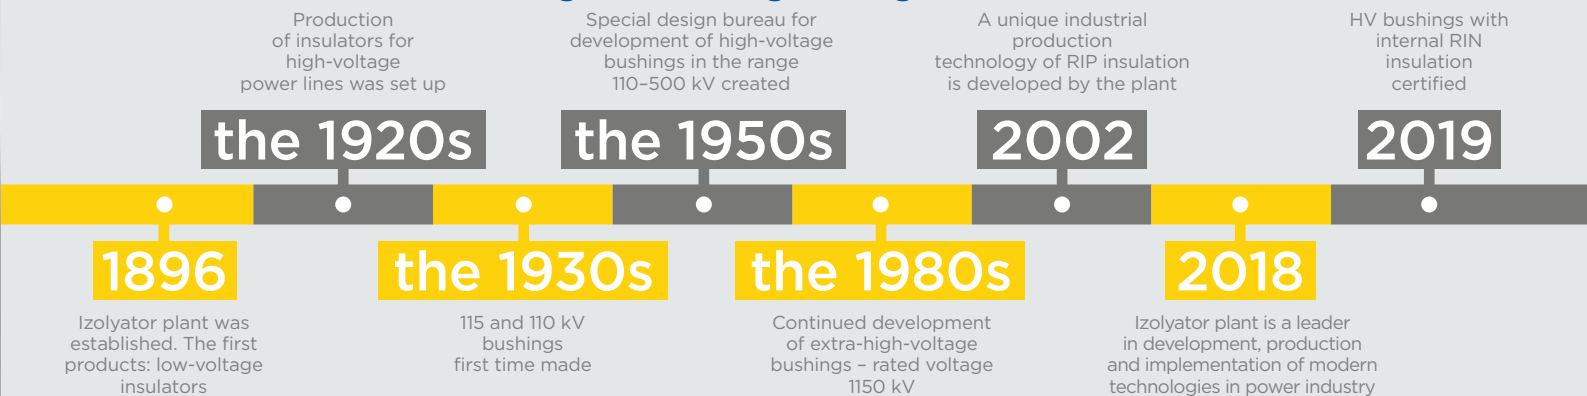 Production
of insulators for
high-voltage
power lines was set up
the 1920s
Special design bureau for
development of high-voltage
bushings in the range
110–500 kV created
the 1950s
A unique industrial
production
technology of RIP insulation
is developed by the plant
2002
HV bushings with
internal RIN
insulation
certified
2019
1896
Izolyator plant was
established. The first
products: low-voltage
insulators
the 1930s
115 and 110 kV
bushings
first time made
the 1980s
Continued development
of extra-high-voltage
bushings – rated voltage
1150 kV
2018
Izolyator plant is a leader
in development, production
and implementation of modern
technologies in power industry